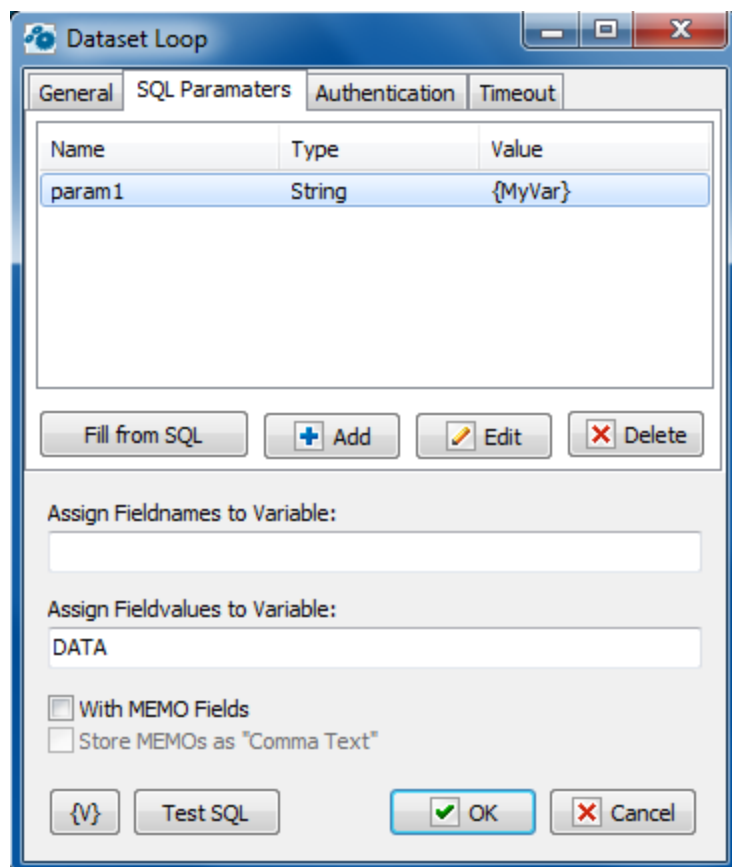 Dataset Loop
General SQL Paramaters Authentication Timeout
Name Type Value
param1 String {MyVar}
Fill from SQL Add Edit Delete
Assign Fieldnames to Variable:
Assign Fieldvalues to Variable:
DATA
With MEMO Fields
Store MEMOs as "Comma Text"
{V} Test SQL OK Cancel